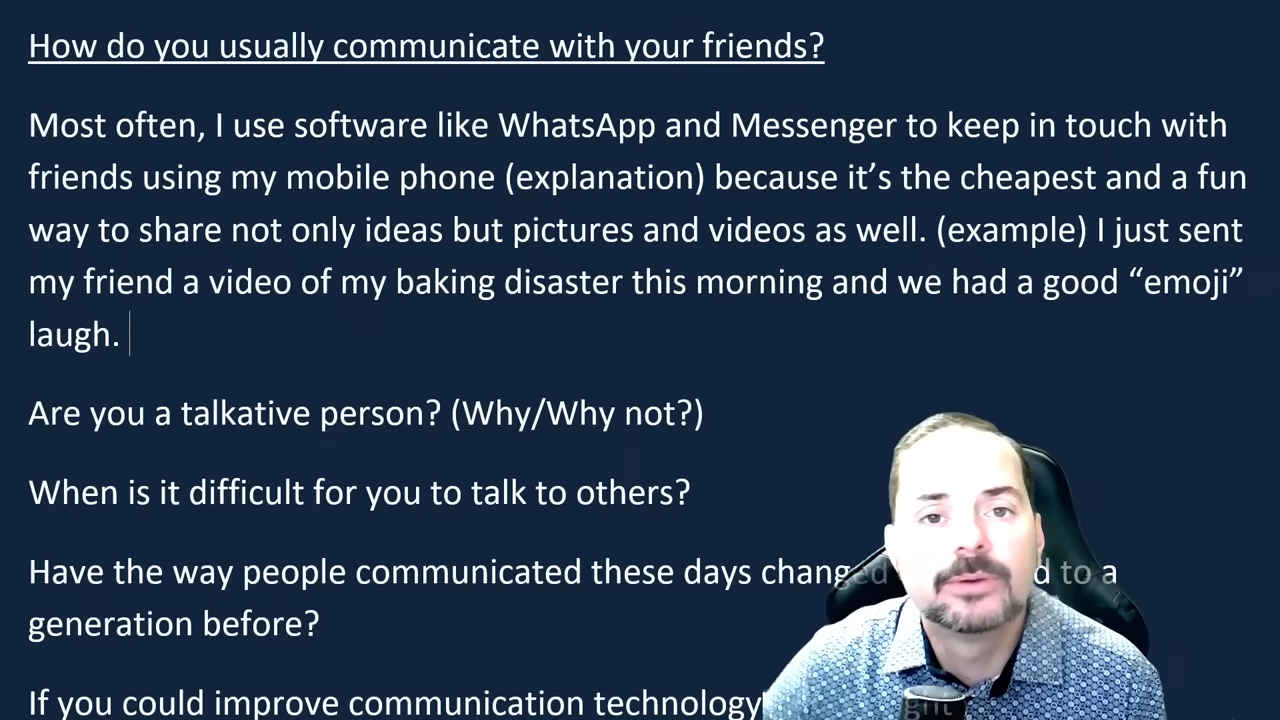 How do you usually communicate with your friends?
Most often, I use software like WhatsApp and Messenger to keep in touch with
friends using my mobile phone (explanation) because it’s the cheapest and a fun
way to share not only ideas but pictures and videos as well. (example) I just sent
my friend a video of my baking disaster this morning and we had a good “emoji”
laugh.
Are you a talkative person? (Why/Why not?)
When is it difficult for you to talk to others?
Have the way people communicated these days changed to a
generation before?
If you could improve communication technology